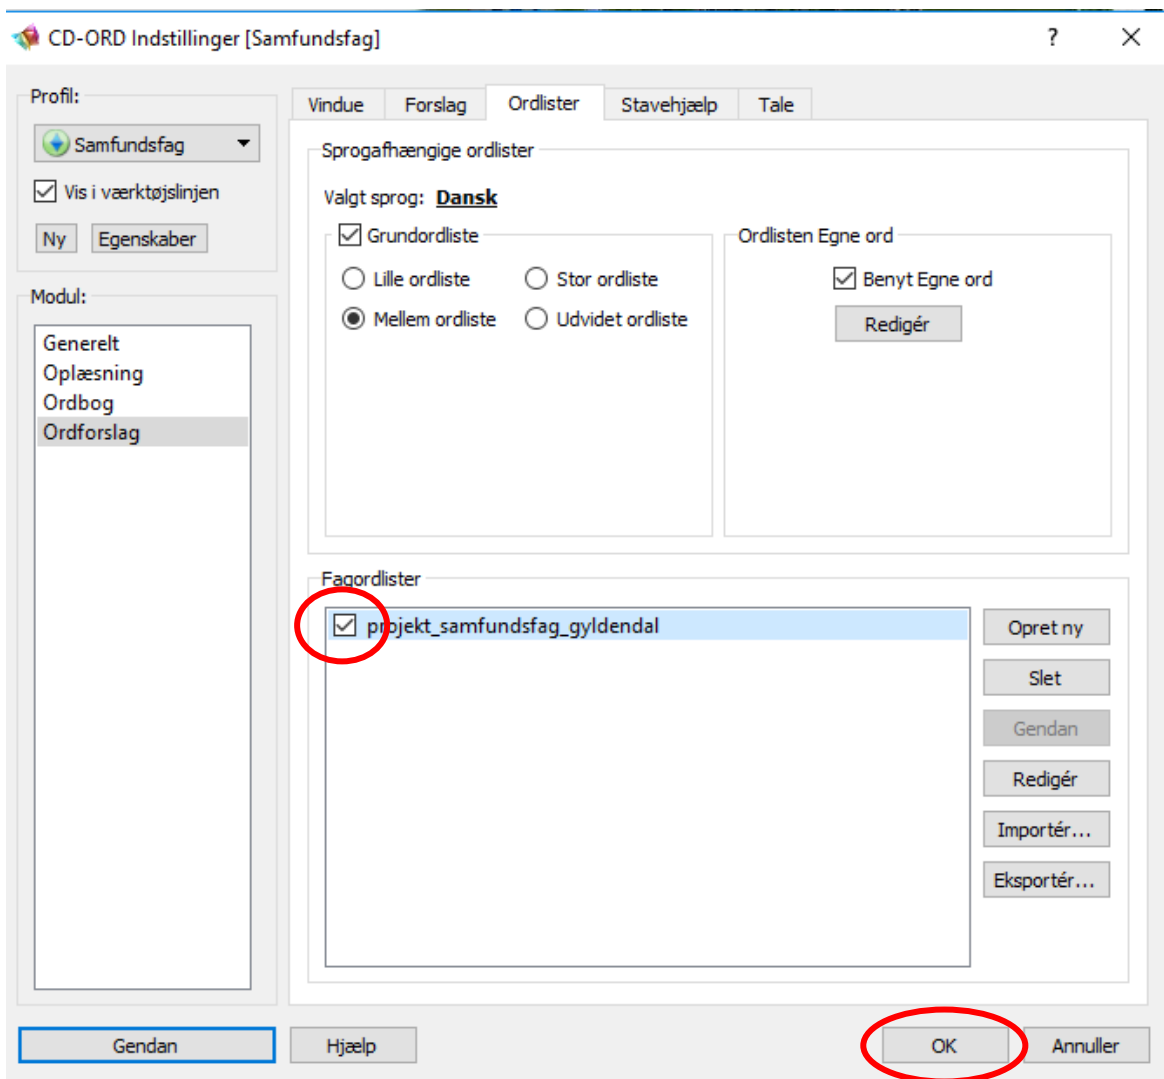 CD-ORD Indstillinger [Samfundsfag]
?
Profil:
Samfundsfag
Vis i værktøjslinjen
Ny
Egenskaber
Modul:
Generelt
Oplæsning
Ordbog
Ordforslag
Vindue
Forslag
Ordlister
Stavehjælp
Tale
Sprogafhængige ordlister
Valgt sprog: Dansk
Grundordliste
Lille ordliste
Stor ordliste
Mellem ordliste
Udvidet ordliste
Ordlisten Egne ord
Benyt Egne ord
Redigér
Fagordlister
projekt_samfundsfag_gyldendal
Opret ny
Slet
Gendan
Redigér
Importér...
Eksportér...
Gendan
Hjælp
OK
Annuller